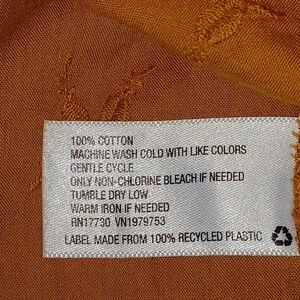 100% COTTON
MACHINE WASH COLD WITH LIKE COLORS
GENTLE CYCLE
ONLY NON-CHLORINE BLEACH IF NEEDED
TUMBLE DRY LOW
WARM IRON IF NEEDED
RN17730 VN1979753
LABEL MADE FROM 100% RECYCLED PLASTIC